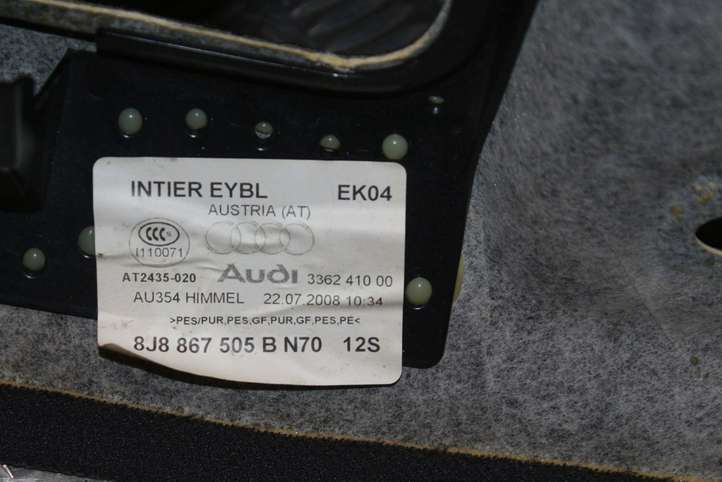 INTIER EYBL EK04
AUSTRIA (AT)
CCC
I110071
AT2435-020 Audi 3362 410 00
AU354 HIMMEL 22.07.2008 10:34
>PES/PUR,PES,GF,PUR,GF,PES,PE<
8J8 867 505 B N70 12S